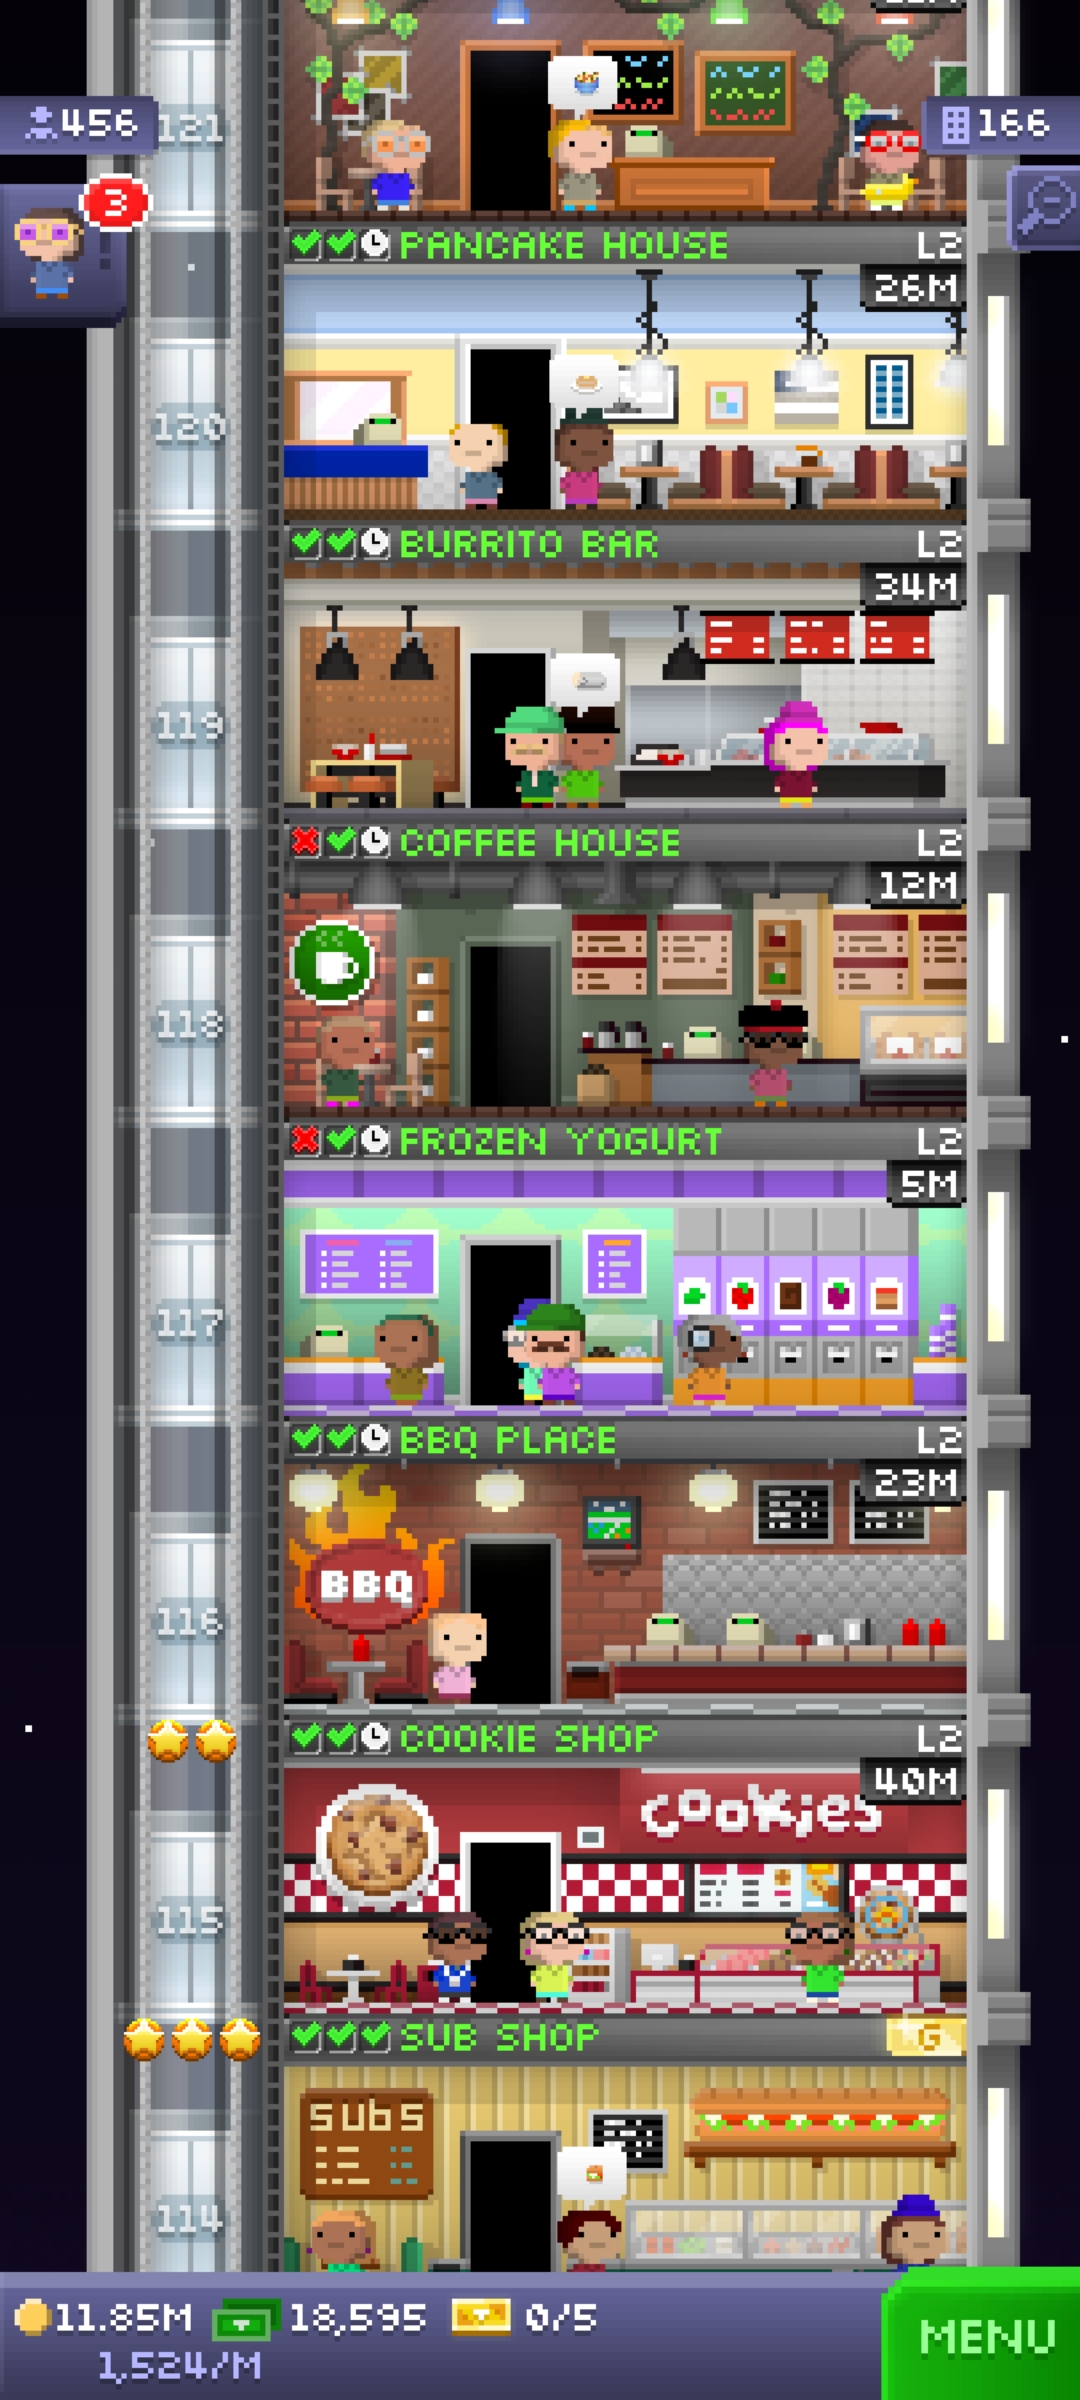 456
121
166
3
PANCAKE HOUSE L2
26M
120
BURRITO BAR L2
34M
119
COFFEE HOUSE L2
12M
118
FROZEN YOGURT L2
5M
117
BBQ PLACE L2
23M
BBQ
116
COOKIE SHOP L2
40M
cookies
115
SUB SHOP G
SUBS
114
11.85M 18,595 0/5
1,524/M
MENU